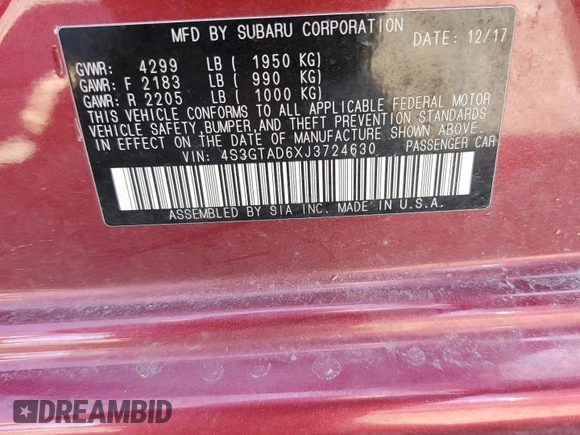 MFD BY SUBARU CORPORATION
DATE: 12/17
GVWR: 4299 LB ( 1950 KG)
GAWR: F 2183 LB ( 990 KG)
GAWR: R 2205 LB ( 1000 KG)
THIS VEHICLE CONFORMS TO ALL APPLICABLE FEDERAL MOTOR
VEHICLE SAFETY,BUMPER,AND THEFT PREVENTION STANDARDS
IN EFFECT ON THE DATE OF MANUFACTURE SHOWN ABOVE.
VIN: 4S3GTAD6XJ3724630 PASSENGER CAR
ASSEMBLED BY SIA INC. MADE IN U.S.A.
DREAMBID